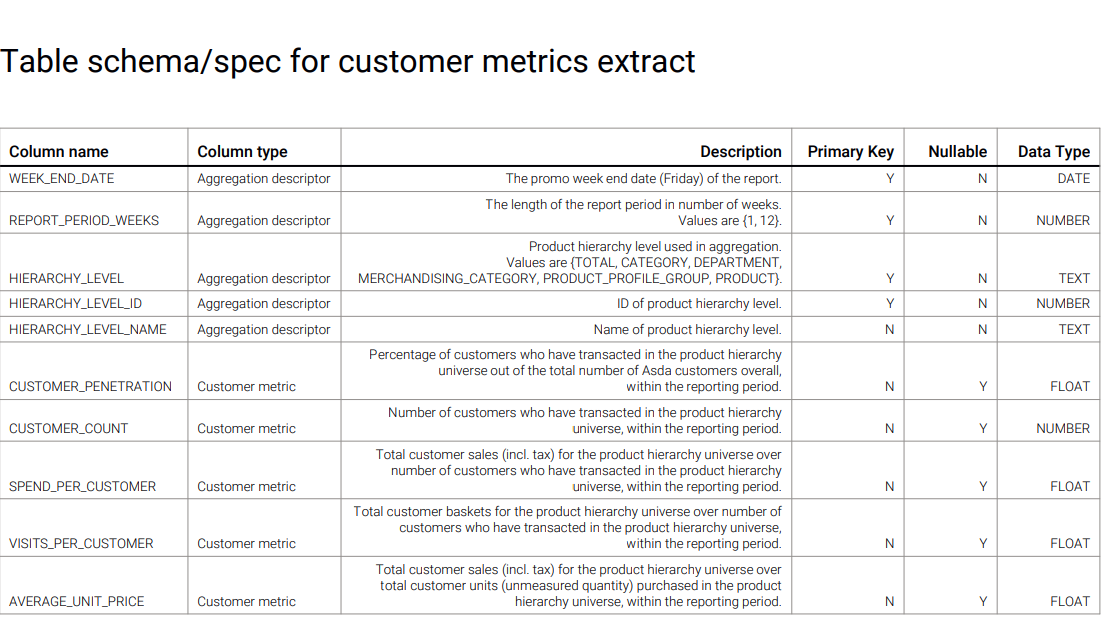 Table schema/spec for customer metrics extract
Column name Column type Description Primary Key Nullable Data Type
WEEK_END_DATE Aggregation descriptor The promo week end date (Friday) of the report. Y N DATE
The length of the report period in number of weeks.
REPORT_PERIOD_WEEKS Aggregation descriptor Values are {1, 12}. Y N NUMBER
Product hierarchy level used in aggregation.
Values are {TOTAL, CATEGORY, DEPARTMENT,
HIERARCHY_LEVEL Aggregation descriptor MERCHANDISING_CATEGORY, PRODUCT_PROFILE_GROUP, PRODUCT}. Y N TEXT
HIERARCHY_LEVEL_ID Aggregation descriptor ID of product hierarchy level. Y N NUMBER
HIERARCHY_LEVEL_NAME Aggregation descriptor Name of product hierarchy level. N N TEXT
Percentage of customers who have transacted in the product hierarchy
universe out of the total number of Asda customers overall,
CUSTOMER_PENETRATION Customer metric within the reporting period. N Y FLOAT
Number of customers who have transacted in the product hierarchy
CUSTOMER_COUNT Customer metric universe, within the reporting period. N Y NUMBER
Total customer sales (incl. tax) for the product hierarchy universe over
number of customers who have transacted in the product hierarchy
SPEND_PER_CUSTOMER Customer metric universe, within the reporting period. N Y FLOAT
Total customer baskets for the product hierarchy universe over number of
customers who have transacted in the product hierarchy universe,
VISITS_PER_CUSTOMER Customer metric within the reporting period. N Y FLOAT
Total customer sales (incl. tax) for the product hierarchy universe over
total customer units (unmeasured quantity) purchased in the product
AVERAGE_UNIT_PRICE Customer metric hierarchy universe, within the reporting period. N Y FLOAT